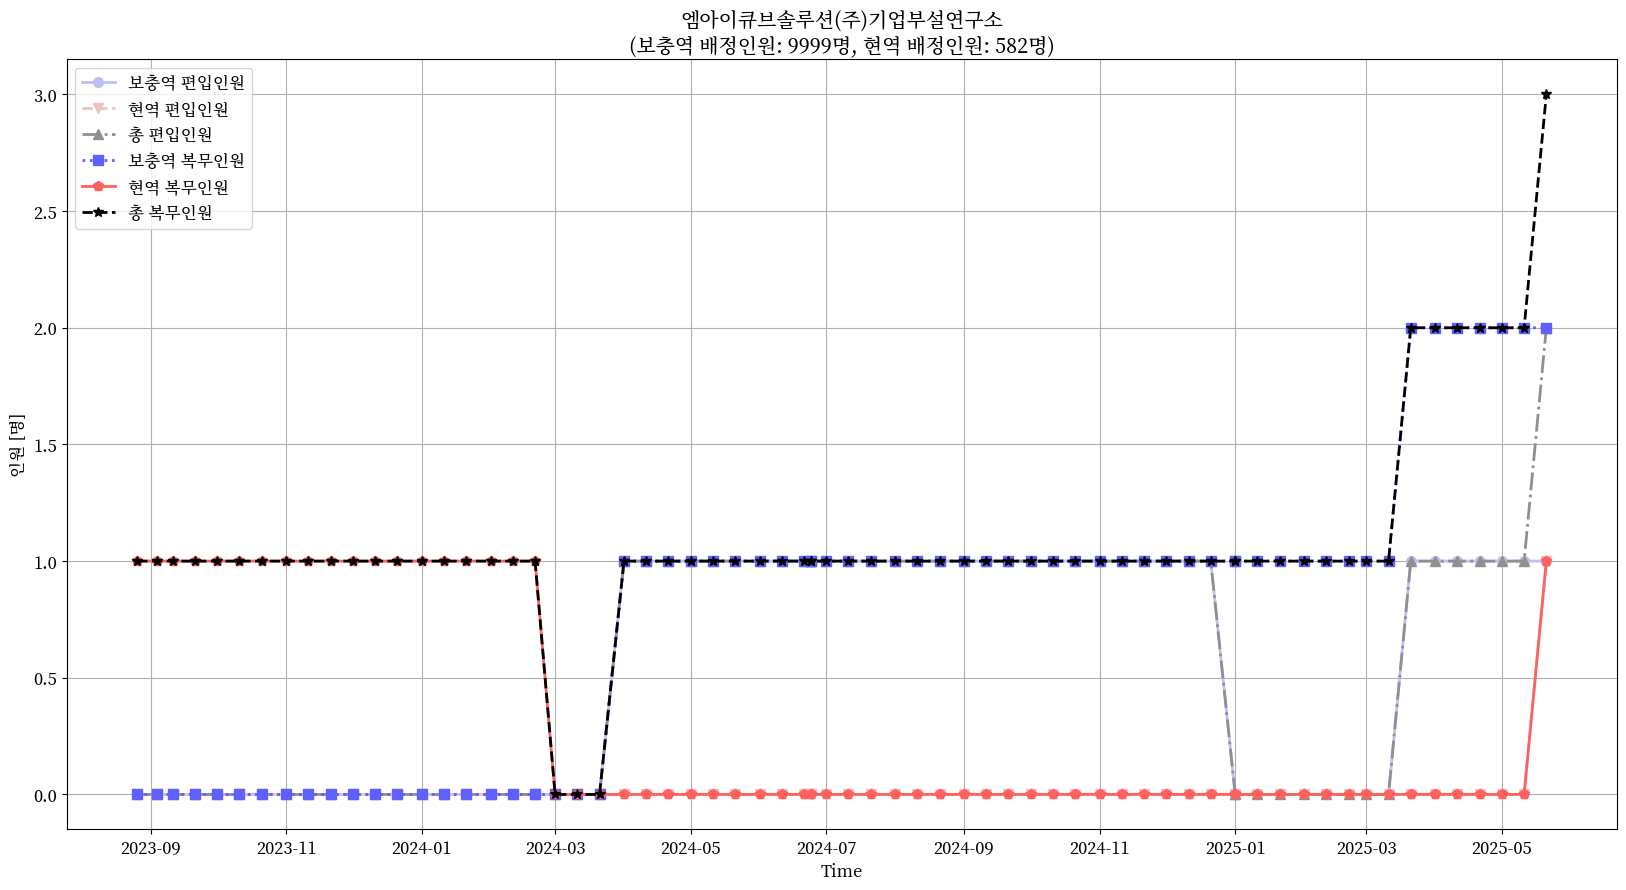 엠아이큐브솔루션(주)기업부설연구소
(보충역 배정인원: 9999명, 현역 배정인원: 582명)
보충역 편입인원
현역 편입인원
총 편입인원
보충역 복무인원
현역 복무인원
총 복무인원
인원 [명]
3.0
2.5
2.0
1.5
1.0
0.5
0.0
2023-09
2023-11
2024-01
2024-03
2024-05
2024-07
2024-09
2024-11
2025-01
2025-03
2025-05
Time